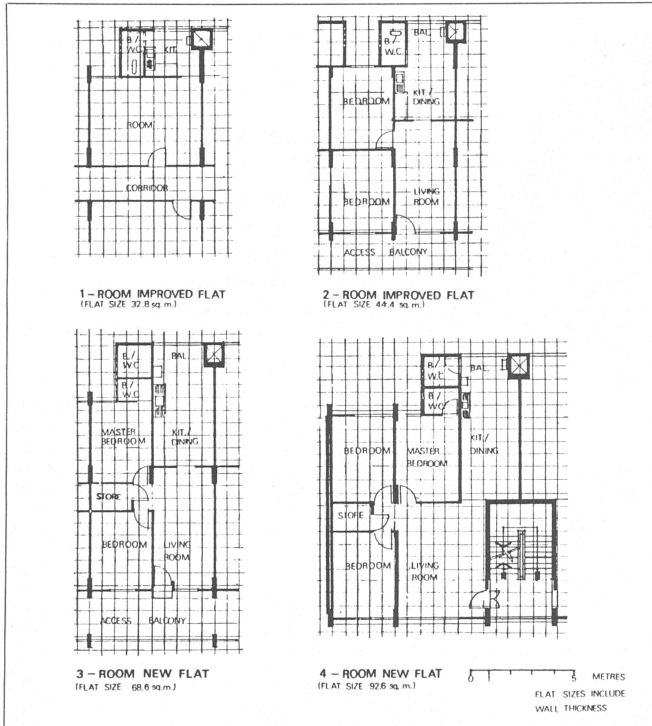 B./
W.C.
KIT.
ROOM
CORRIDOR
1 – ROOM IMPROVED FLAT
(FLAT SIZE 32.8 sq. m.)
B./
W.C.
BAL.
BEDROOM
KIT./
DINING
BEDROOM
LIVING
ROOM
ACCESS BALCONY
2 – ROOM IMPROVED FLAT
(FLAT SIZE 44.4 sq. m.)
B./
W.C
BAL.
B./
W.C
MASTER
BEDROOM
KIT./
DINING
STORE
BEDROOM
LIVING
ROOM
ACCESS BALCONY
3 – ROOM NEW FLAT
(FLAT SIZE 68.6 sq.m.)
B./
W.C
BAL.
B./
W.C
KIT./
DINING
BEDROOM
MASTER
BEDROOM
STORE
BEDROOM
LIVING
ROOM
4 – ROOM NEW FLAT
(FLAT SIZE 92.6 sq. m.)
0 1 5 METRES
FLAT SIZES INCLUDE
WALL THICKNESS